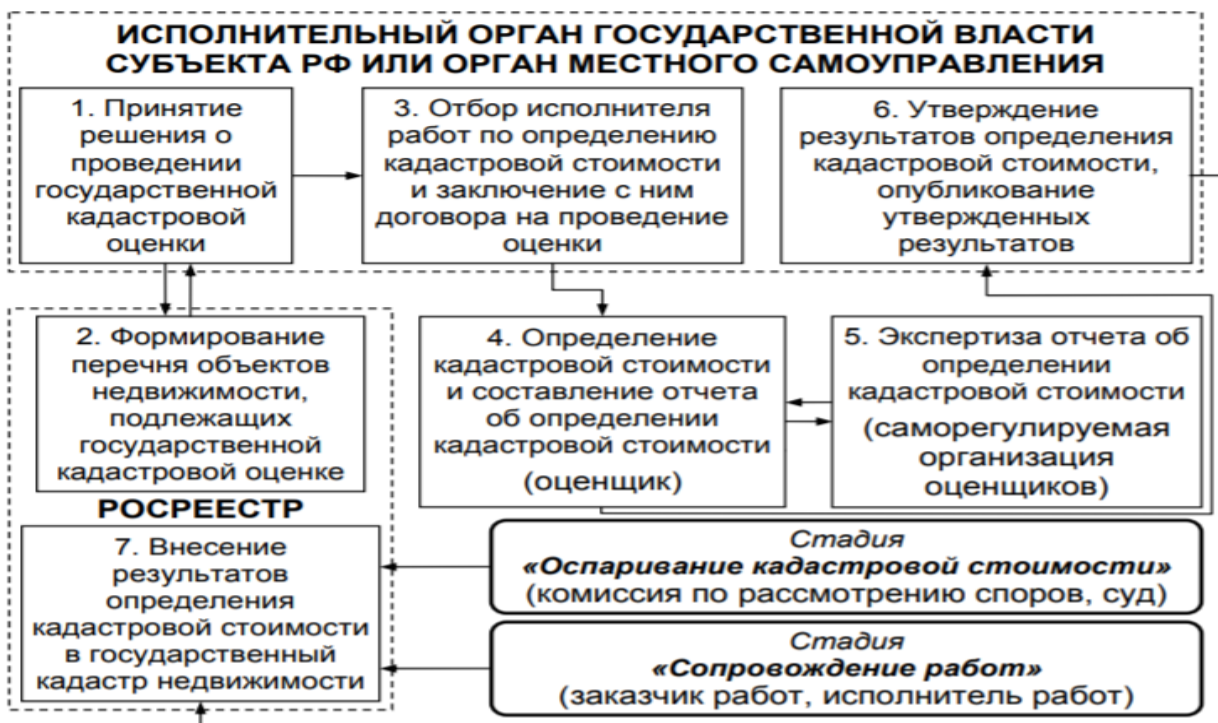 ИСПОЛНИТЕЛЬНЫЙ ОРГАН ГОСУДАРСТВЕННОЙ ВЛАСТИ
СУБЪЕКТА РФ ИЛИ ОРГАН МЕСТНОГО САМОУПРАВЛЕНИЯ
1. Принятие
решения о
проведении
государственной
кадастровой
оценки
3. Отбор исполнителя
работ по определению
кадастровой стоимости
и заключение с ним
договора на проведение
оценки
6. Утверждение
результатов определения
кадастровой стоимости,
опубликование
утвержденных
результатов
2. Формирование
перечня объектов
недвижимости,
подлежащих
государственной
кадастровой оценке
4. Определение
кадастровой стоимости
и составление отчета
об определении
кадастровой стоимости
(оценщик)
5. Экспертиза отчета об
определении
кадастровой стоимости
(саморегулируемая
организация
оценщиков)
РОСРЕЕСТР
7. Внесение
результатов
определения
кадастровой стоимости
в государственный
кадастр недвижимости
Стадия
«Оспаривание кадастровой стоимости»
(комиссия по рассмотрению споров, суд)
Стадия
«Сопровождение работ»
(заказчик работ, исполнитель работ)